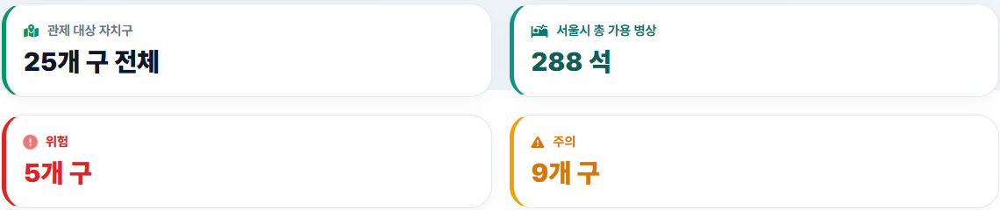 관제 대상 자치구
25개 구 전체
서울시 총 가용 병상
288 석
위험
5개 구
주의
9개 구